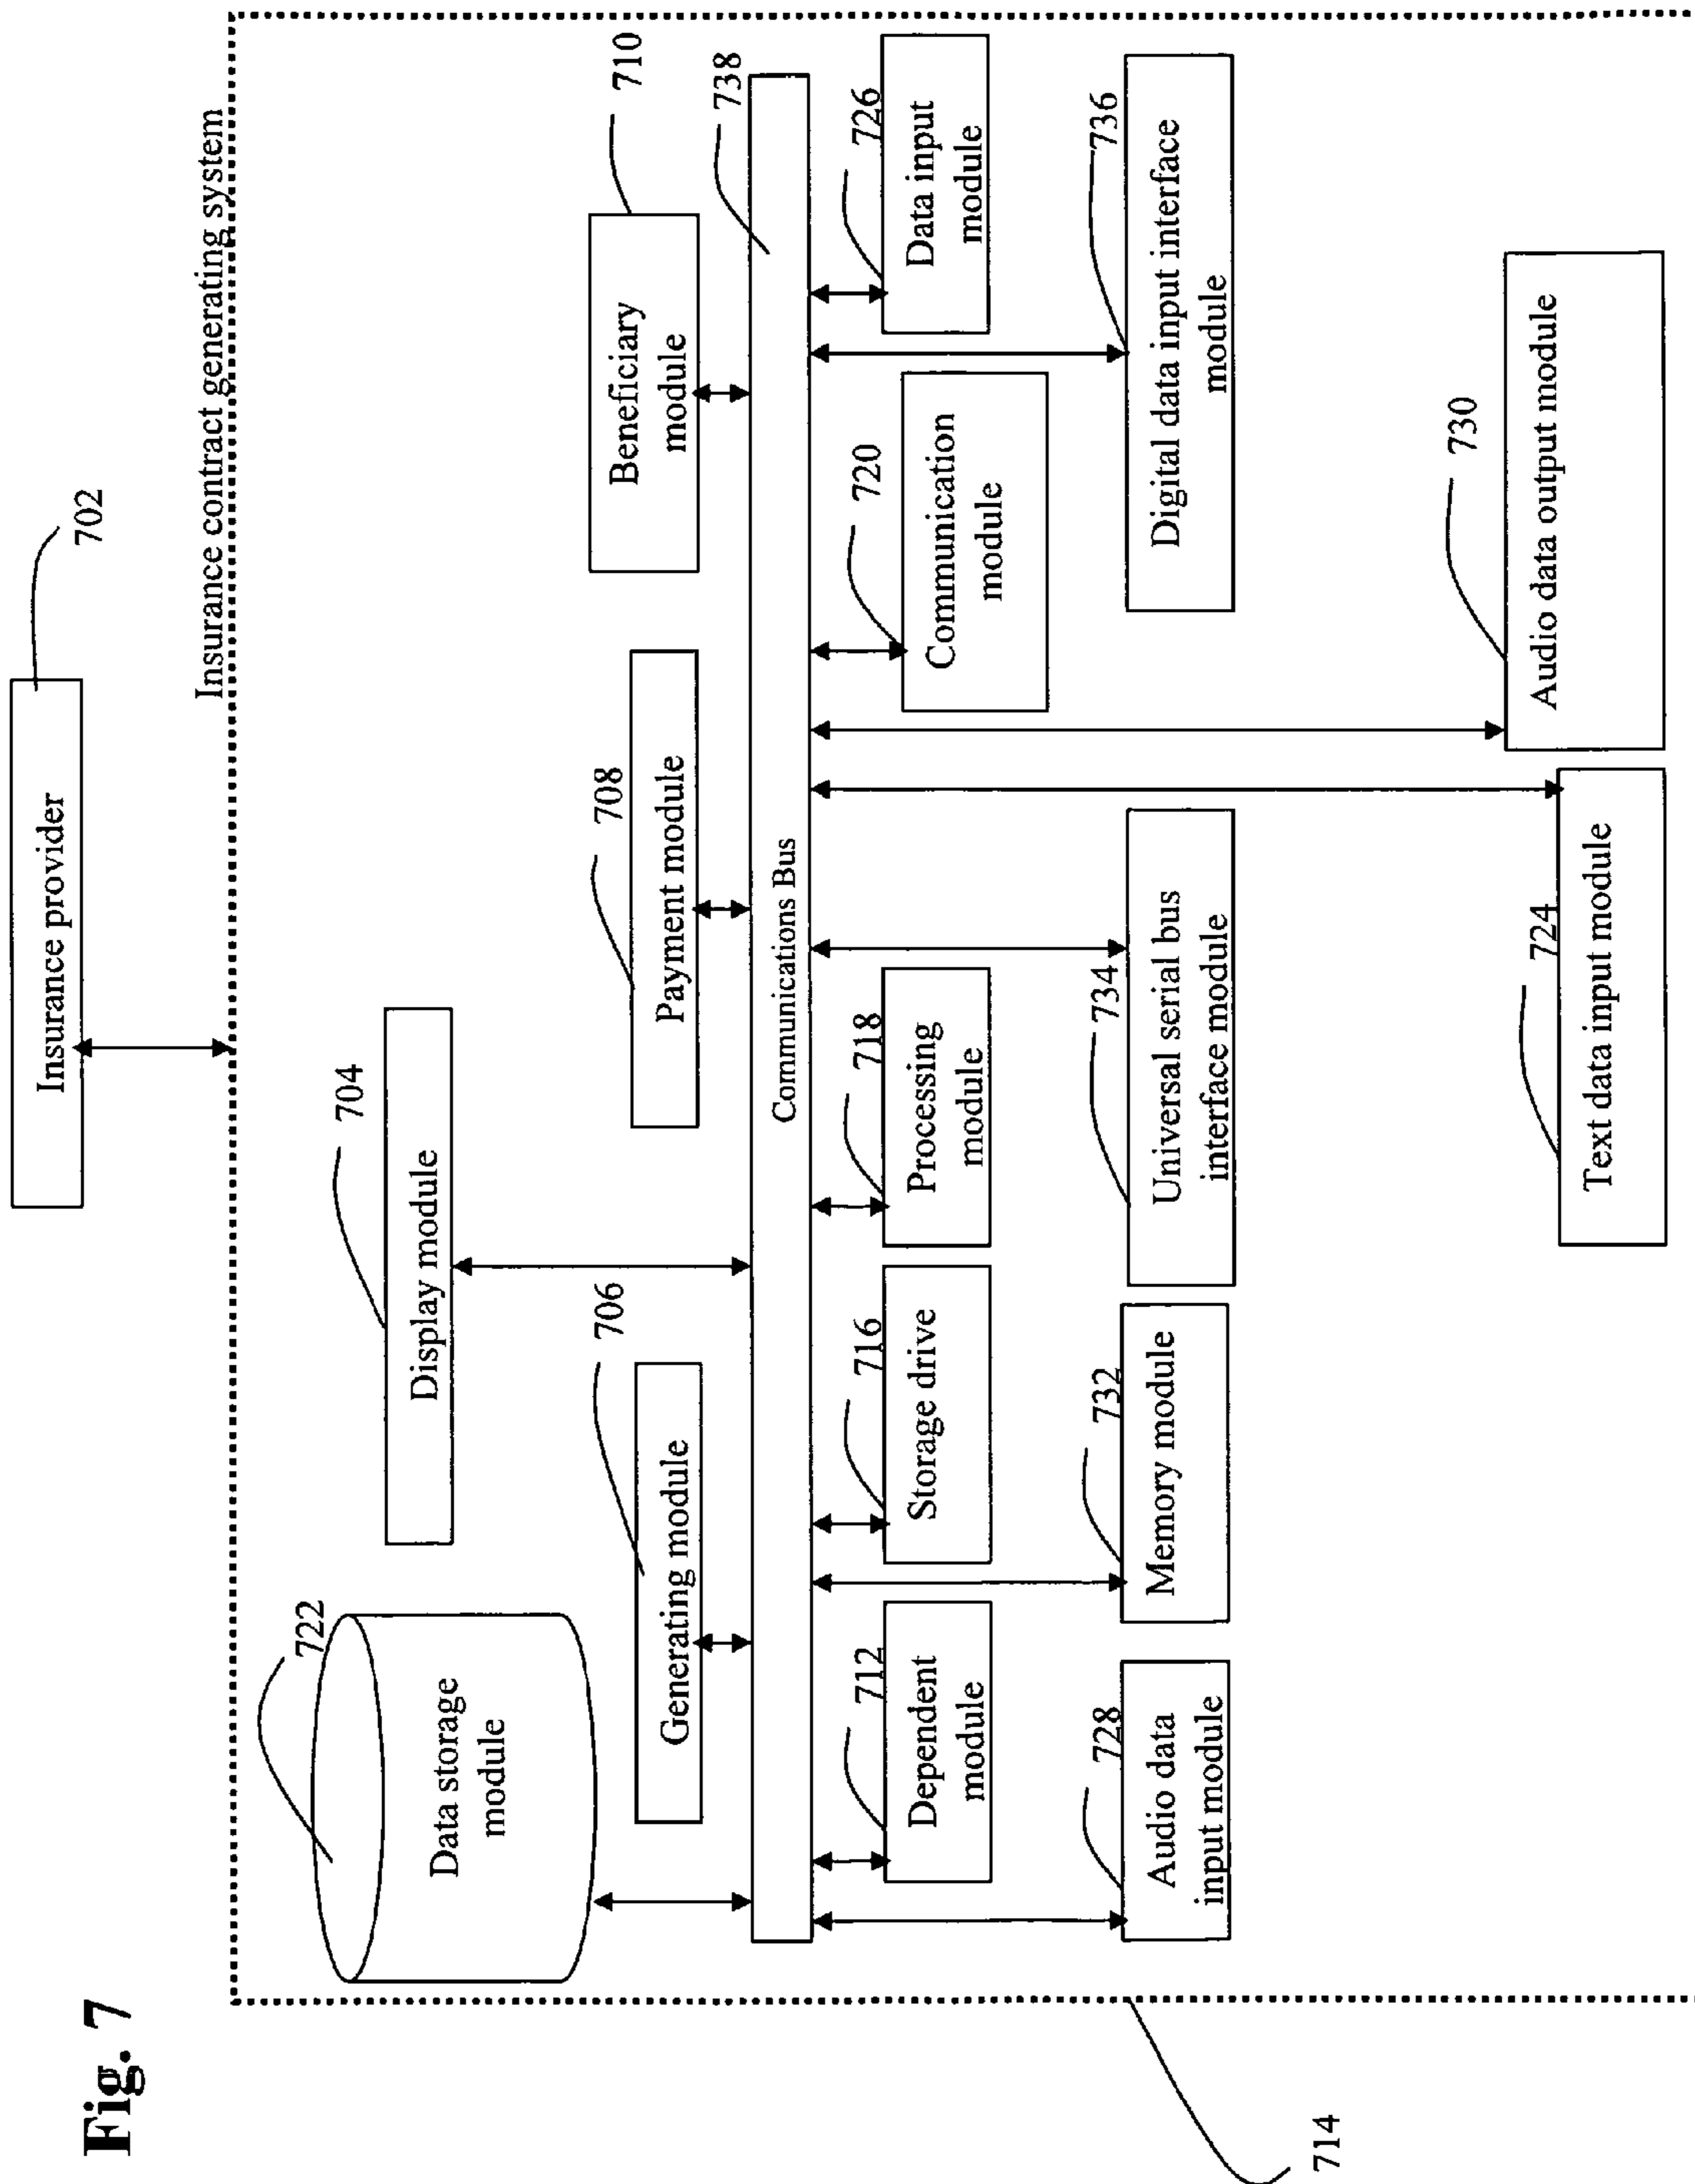 Fig. 7
Insurance provider
702
Insurance contract generating system
722
Data storage
module
704
Display module
706
Generating module
708
Payment module
710
Beneficiary
module
738
Communications Bus
712
Dependent
module
716
Storage drive
718
Processing
module
720
Communication
module
726
Data input
module
728
Audio data
input module
732
Memory module
734
Universal serial bus
interface module
736
Digital data input interface
module
724
Text data input module
730
Audio data output module
714